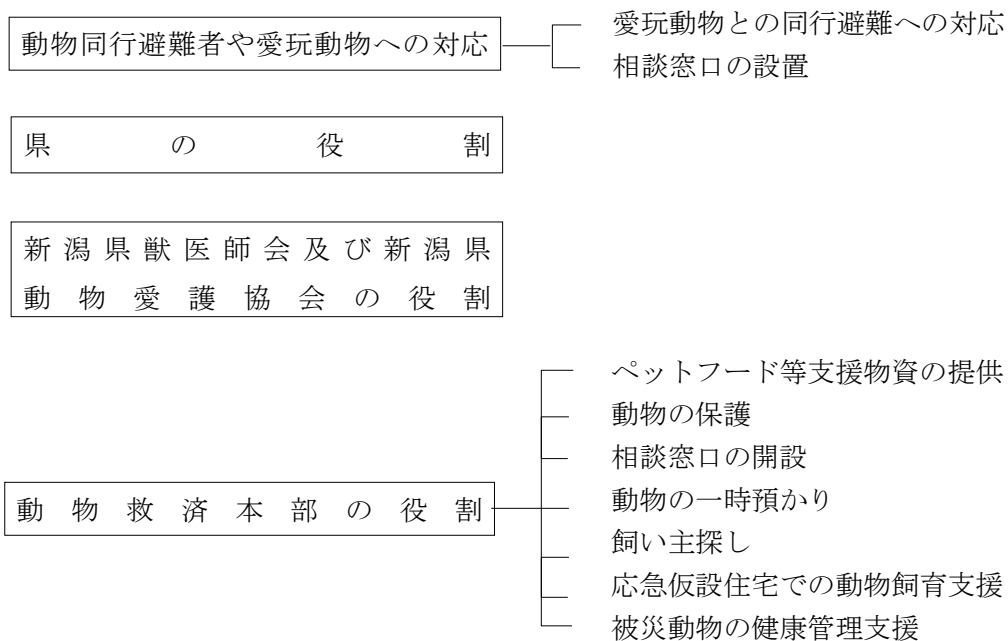 動物同行避難者や愛玩動物への対応
愛玩動物との同行避難への対応
相談窓口の設置
県の役割
新潟県獣医師会及び新潟県
動物愛護協会の役割
動物救済本部の役割
ペットフード等支援物資の提供
動物の保護
相談窓口の開設
動物の一時預かり
飼い主探し
応急仮設住宅での動物飼育支援
被災動物の健康管理支援